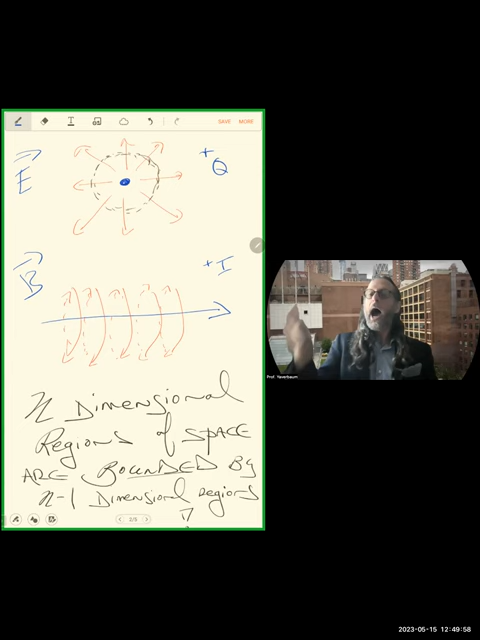 T
SAVE MORE
E
+Q
B
+I
n Dimensional
Regions of SPACE
ARE BOUNDED By
n-1 Dimensional regions
2/5
Prof. Yaverbaum
2023-05-15 12:49:58